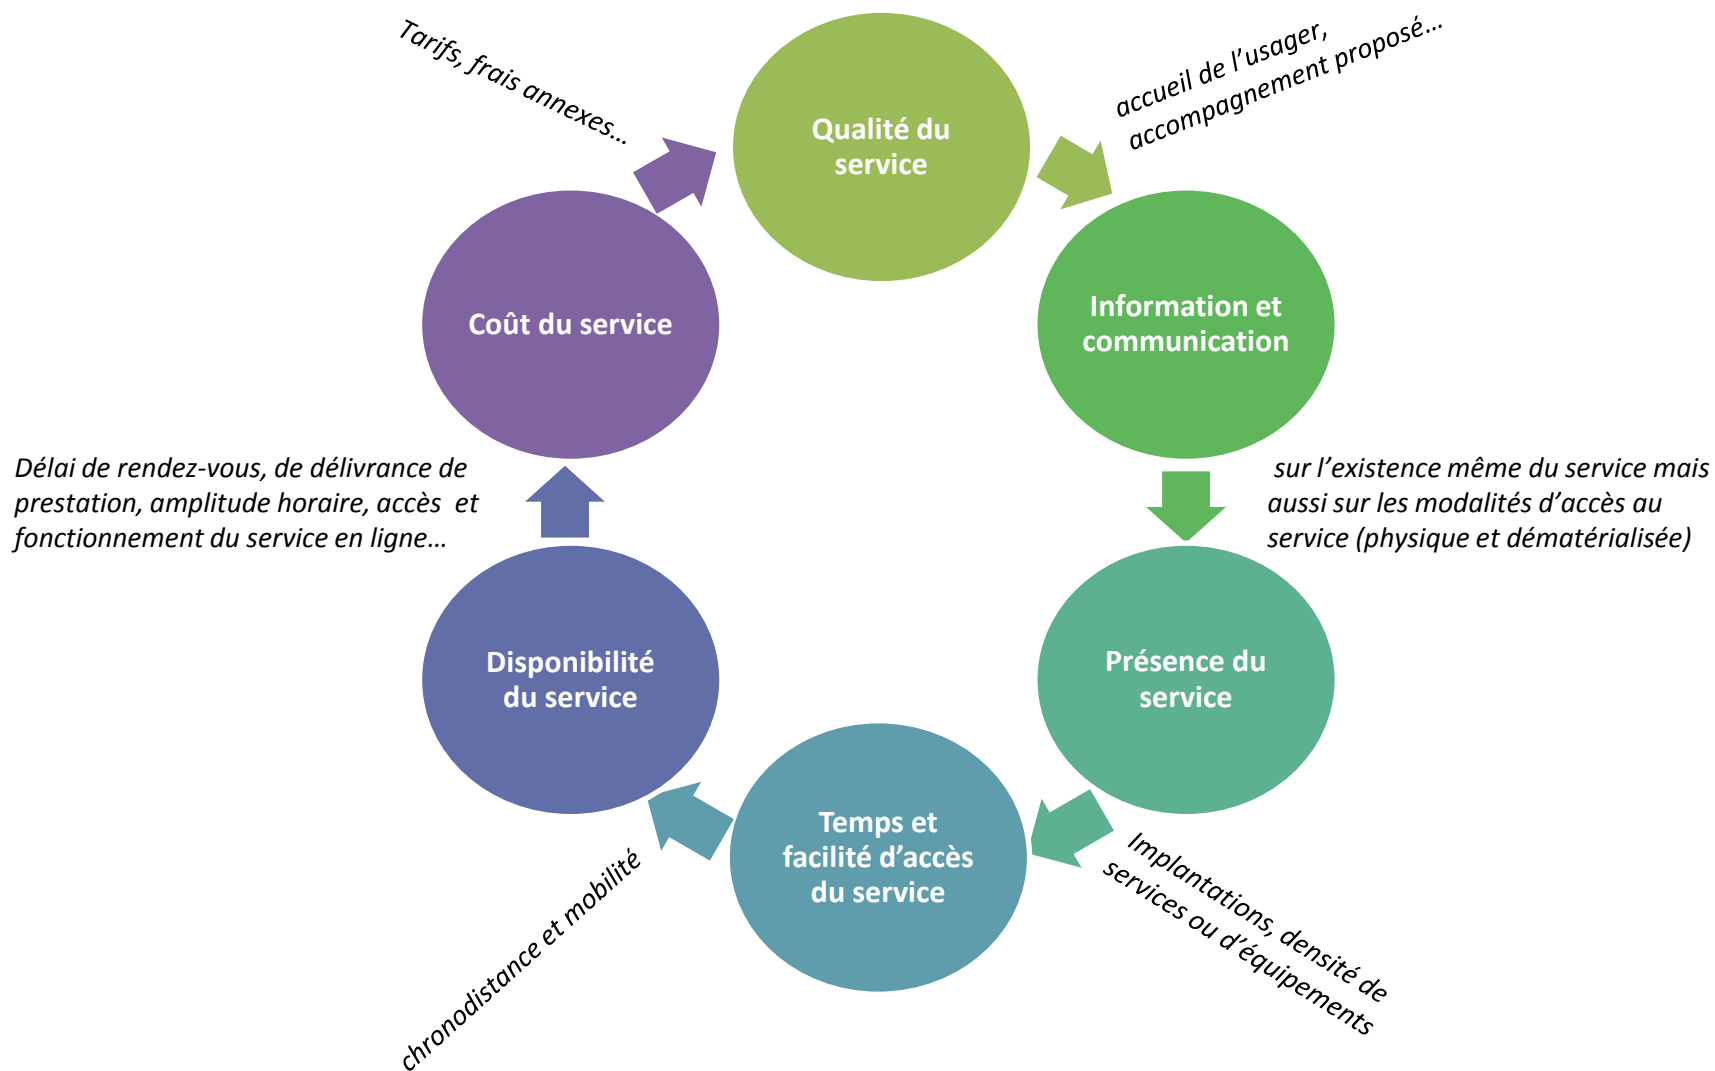 Tarifs, frais annexes...
Qualité du
service
accueil de l’usager,
accompagnement proposé...
Coût du service
Information et
communication
Délai de rendez-vous, de délivrance de
prestation, amplitude horaire, accès et
fonctionnement du service en ligne...
sur l’existence même du service mais
aussi sur les modalités d’accès au
service (physique et dématérialisée)
Disponibilité
du service
Présence du
service
Temps et
facilité d’accès
du service
chronodistance et mobilité
Implantations, densité de
services ou d’équipements